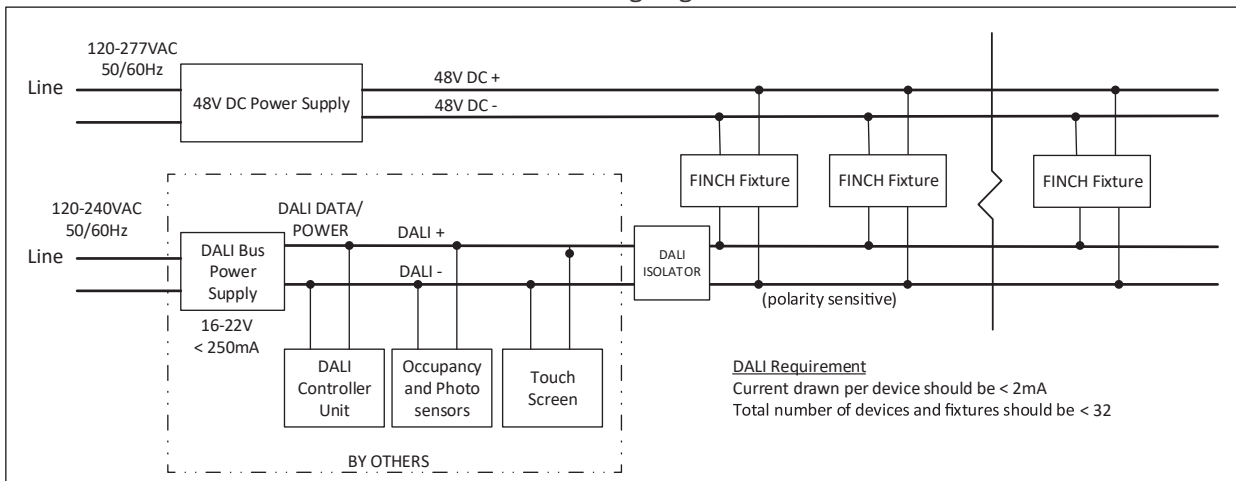 120-277VAC
50/60Hz
Line
48V DC Power Supply
48V DC +
48V DC -
FINCH Fixture
FINCH Fixture
FINCH Fixture
120-240VAC
50/60Hz
Line
DALI Bus
Power
Supply
16-22V
< 250mA
DALI DATA/
POWER
DALI +
DALI -
DALI
ISOLATOR
(polarity sensitive)
DALI
Controller
Unit
Occupancy
and Photo
sensors
Touch
Screen
BY OTHERS
DALI Requirement
Current drawn per device should be < 2mA
Total number of devices and fixtures should be < 32